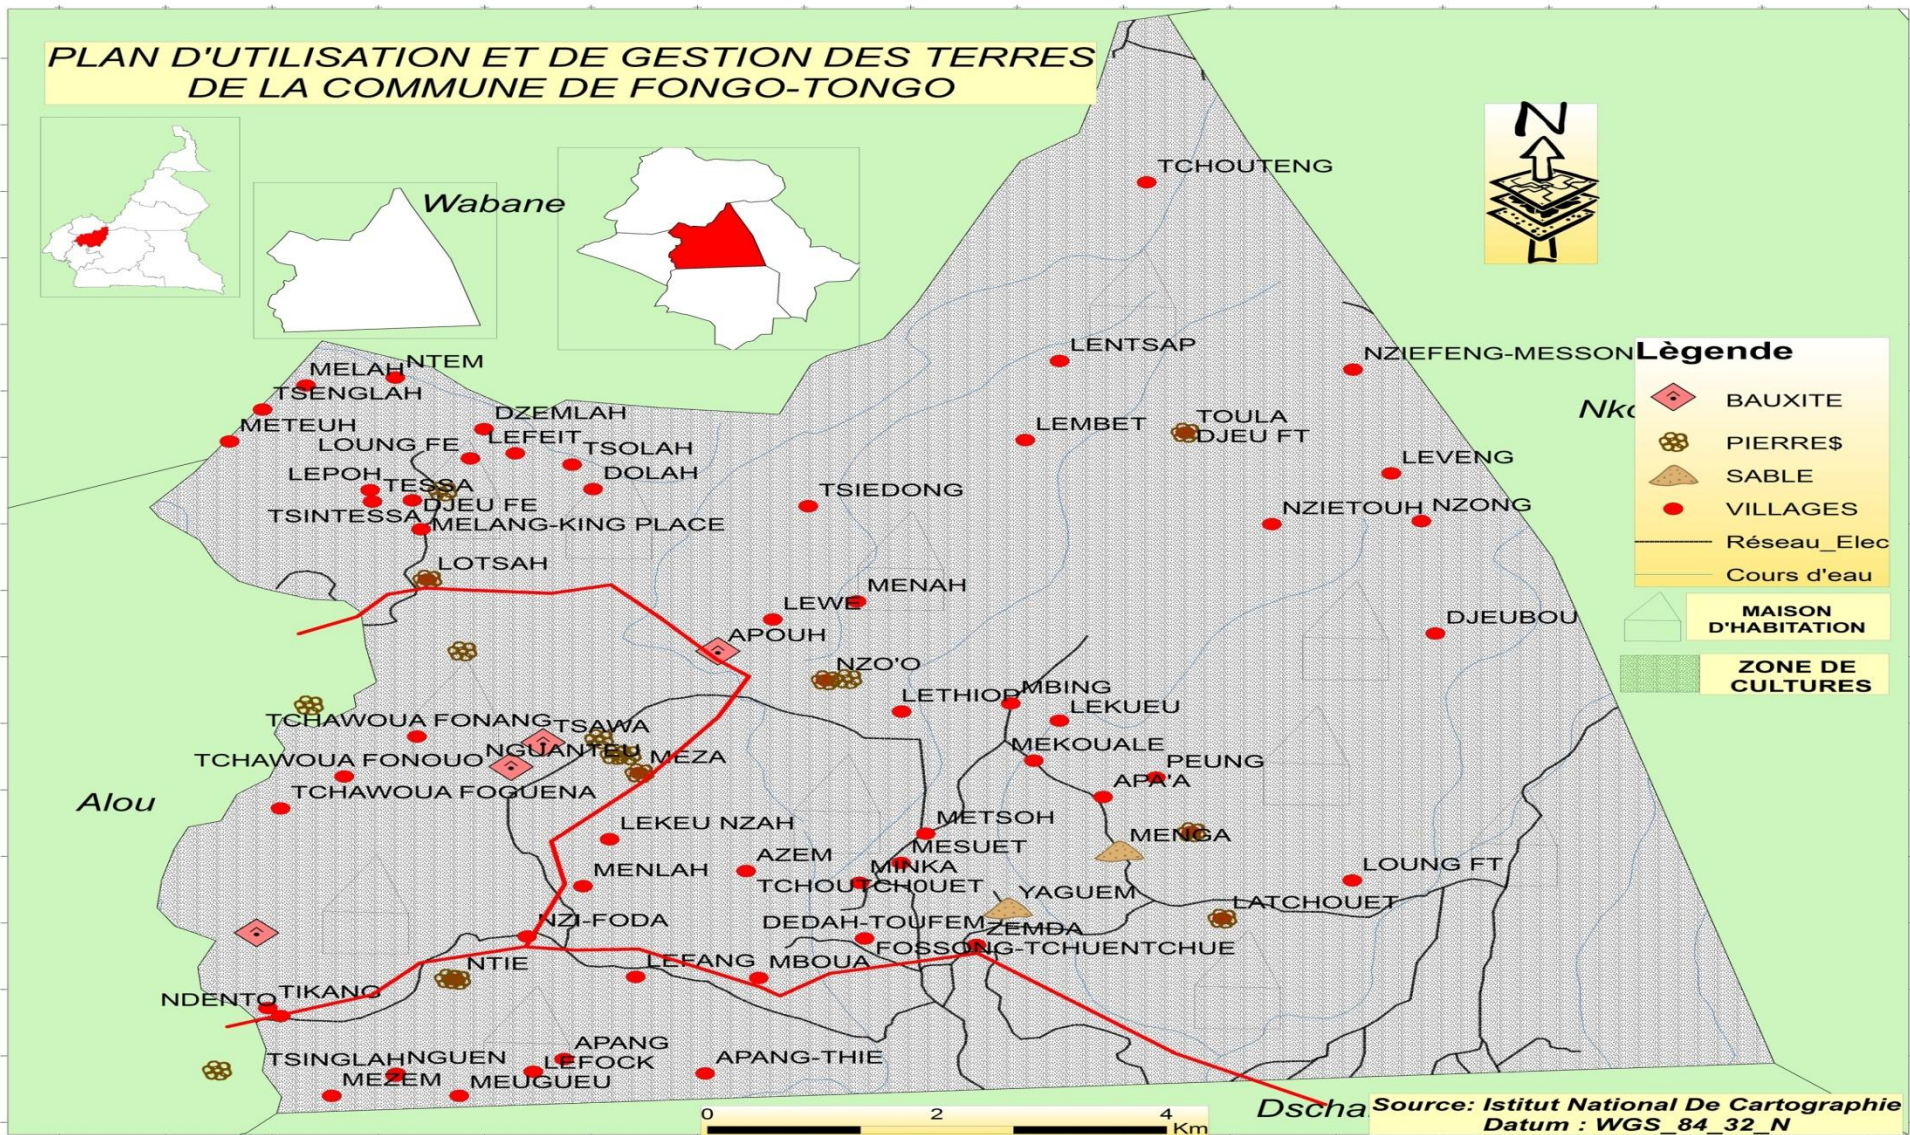 PLAN D'UTILISATION ET DE GESTION DES TERRES
DE LA COMMUNE DE FONGO-TONGO
N
Wabane
TCHOUTENG
LENTSAP
NZIEFENG-MESSON
MELAH
NTEM
TSENGLAH
METEUH
DZEMLAH
LOUNG FE
LEFEIT
TSOLAH
LEMBET
TOULA
DJEU FT
LEPOH
TESSA
DOLAH
LEVENG
TSINTESSA
DJEU FE
TSIEDONG
NZIETOUH
NZONG
MELANG-KING PLACE
LOTSAH
MENAH
LEWE
DJEUBOU
APOUH
NZO'O
LETHIOP
MBING
LEKUEU
TCHAWOUA FONANG
TSAWA
TCHAWOUA FONOUO
NGUANTEU
MEZA
MEKOUALE
PEUNG
APA'A
TCHAWOUA FOGUENA
Alou
LEKEU NZAH
METSOH
MENGA
MESUET
AZEM
MINKA
MENLAH
TCHOUTCH0UET
LOUNG FT
YAGUEM
LATCHOUET
NZI-FODA
DEDAH-TOUFEM
ZEMDA
FOSSONG-TCHUENTCHUE
NTIE
LEFANG
MBOUA
NDENTO
TIKANG
APANG
TSINGLAH
NGUEN
LEFOCK
APANG-THIE
MEZEM
MEUGUEU
Lègende
BAUXITE
PIERRE$
SABLE
VILLAGES
Réseau_Elec
Cours d'eau
MAISON
D'HABITATION
ZONE DE
CULTURES
0 2 4
Km
Source: Istitut National De Cartographie
Datum : WGS_84_32_N